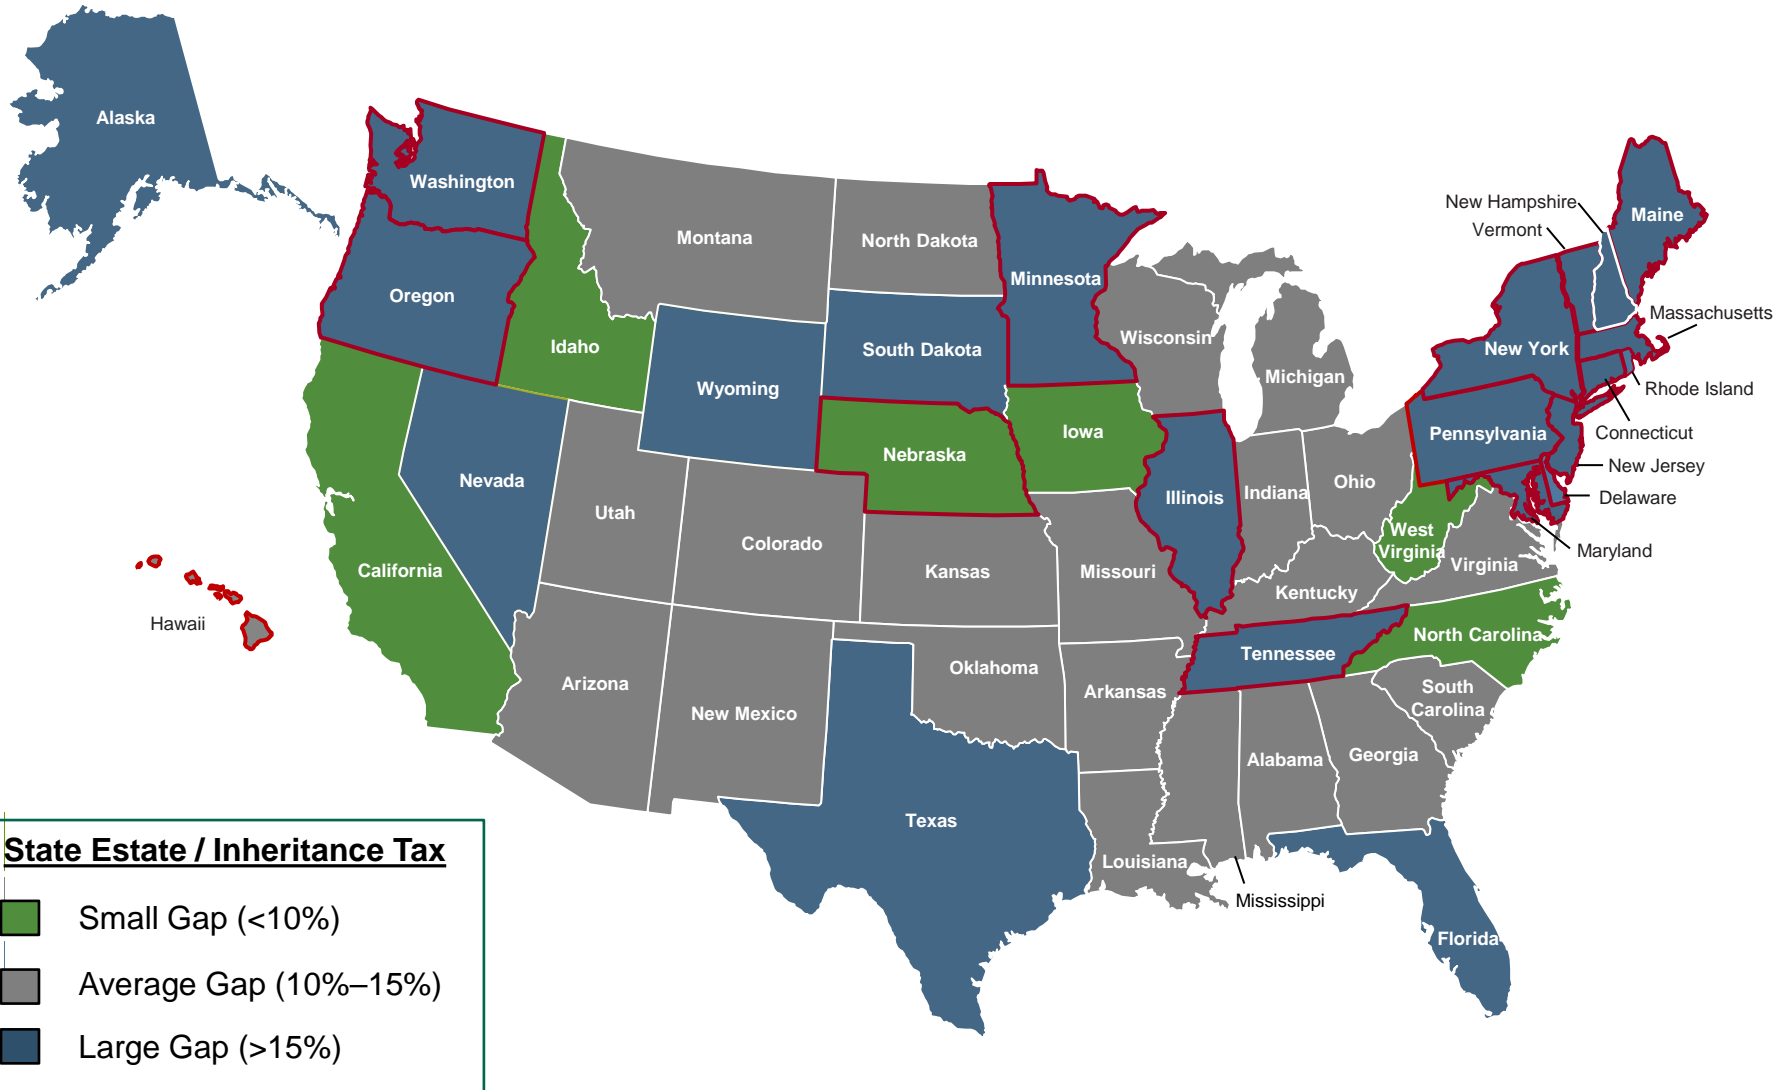 Alaska
Washington
Oregon
Idaho
Montana
North Dakota
Minnesota
Wisconsin
Michigan
South Dakota
Wyoming
Nebraska
Iowa
Illinois
Indiana
Ohio
New Hampshire
Vermont
Maine
Massachusetts
New York
Rhode Island
Pennsylvania
Connecticut
New Jersey
Delaware
Maryland
West
Virginia
Virginia
Nevada
Utah
Colorado
Kansas
Missouri
Kentucky
California
Hawaii
Arizona
New Mexico
Oklahoma
Arkansas
Tennessee
North Carolina
South
Carolina
Georgia
Alabama
Mississippi
Louisiana
Texas
Florida
State Estate / Inheritance Tax
Small Gap (<10%)
Average Gap (10%–15%)
Large Gap (>15%)